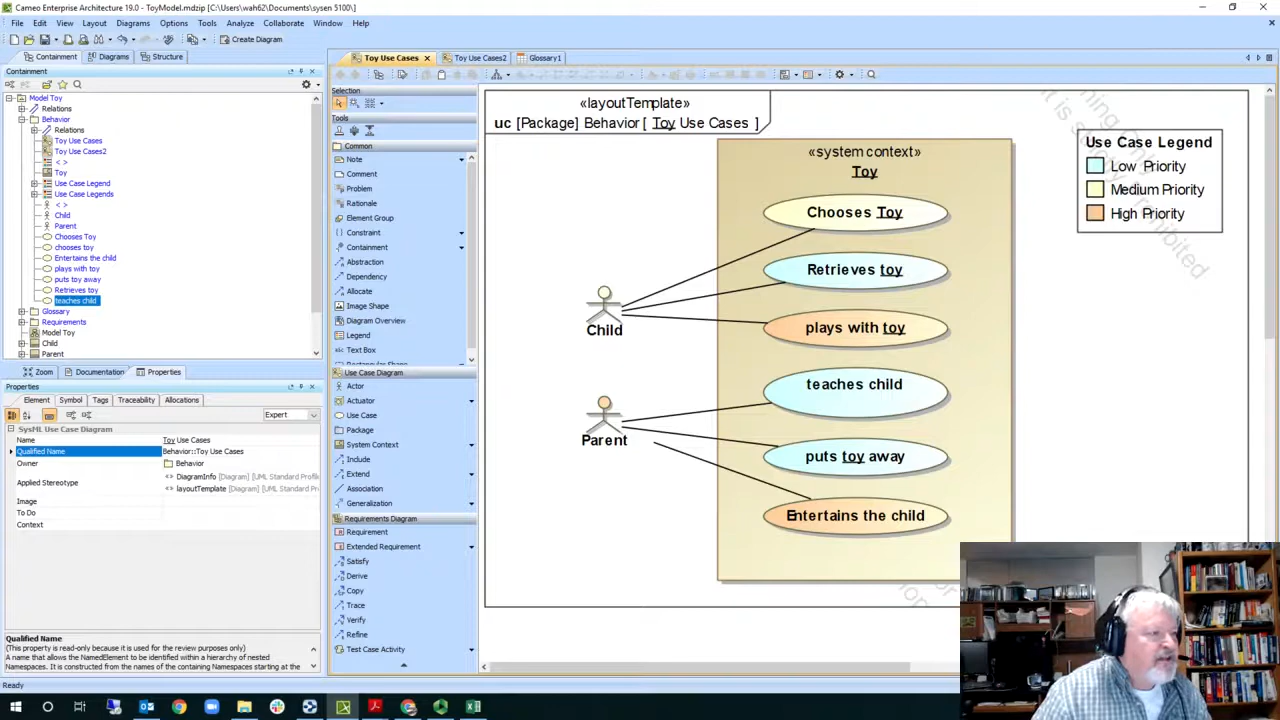 Cameo Enterprise Architecture 19.0 - ToyModel.mdzip [C:\Users\wah62\Documents\sysen 5100\]
File Edit View Layout Diagrams Options Tools Analyze Collaborate Window Help
Create Diagram
Containment Diagrams Structure
Containment
Model Toy
Relations
Behavior
Relations
Toy Use Cases
Toy Use Cases2
< >
Toy
Use Case Legend
Use Case Legends
< >
Child
Parent
Chooses Toy
chooses toy
Entertains the child
plays with toy
puts toy away
Retrieves toy
teaches child
Glossary
Requirements
Model Toy
Child
Parent
Zoom Documentation Properties
Properties
Element Symbol Tags Traceability Allocations
Expert
SysML Use Case Diagram
Name Toy Use Cases
Qualified Name Behavior::Toy Use Cases
Owner Behavior
Applied Stereotype
DiagramInfo [Diagram] [UML Standard Profil
layoutTemplate [Diagram] [UML Standard Pro
Image
To Do
Context
Qualified Name
(This property is read-only because it is used for the review purposes only)
A name that allows the NamedElement to be identified within a hierarchy of nested
Namespaces. It is constructed from the names of the containing Namespaces starting at the
Ready
Toy Use Cases Toy Use Cases2 Glossary1
Selection
Tools
Common
Note
Comment
Problem
Rationale
Element Group
Constraint
Containment
Abstraction
Dependency
Allocate
Image Shape
Diagram Overview
Legend
Text Box
Rectangular Shape
Use Case Diagram
Actor
Actuator
Use Case
Package
System Context
Include
Extend
Association
Generalization
Requirements Diagram
Requirement
Extended Requirement
Satisfy
Derive
Copy
Trace
Verify
Refine
Test Case Activity
«layoutTemplate»
uc [Package] Behavior [ Toy Use Cases ]
«system context»
Toy
Chooses Toy
Retrieves toy
plays with toy
teaches child
puts toy away
Entertains the child
Child
Parent
Use Case Legend
Low Priority
Medium Priority
High Priority